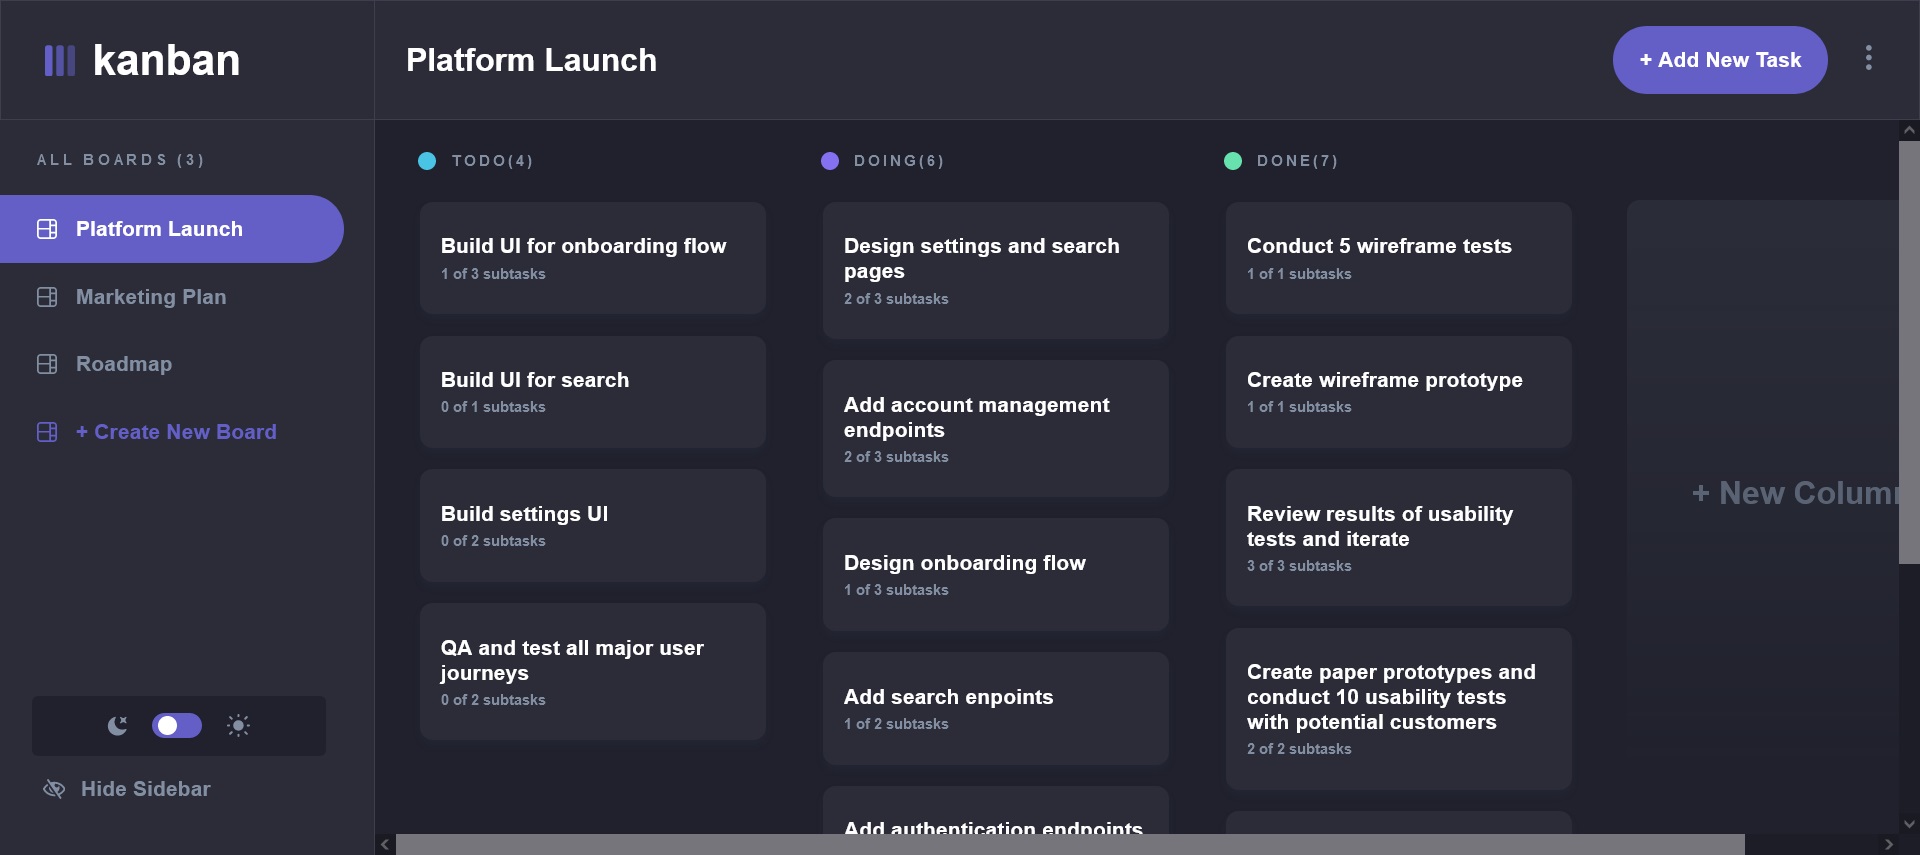 kanban
Platform Launch
+ Add New Task
ALL BOARDS (3)
Platform Launch
Marketing Plan
Roadmap
+ Create New Board
Hide Sidebar
TODO(4)
Build UI for onboarding flow
1 of 3 subtasks
Build UI for search
0 of 1 subtasks
Build settings UI
0 of 2 subtasks
QA and test all major user
journeys
0 of 2 subtasks
DOING(6)
Design settings and search
pages
2 of 3 subtasks
Add account management
endpoints
2 of 3 subtasks
Design onboarding flow
1 of 3 subtasks
Add search enpoints
1 of 2 subtasks
Add authentication endpoints
DONE(7)
Conduct 5 wireframe tests
1 of 1 subtasks
Create wireframe prototype
1 of 1 subtasks
Review results of usability
tests and iterate
3 of 3 subtasks
Create paper prototypes and
conduct 10 usability tests
with potential customers
2 of 2 subtasks
+ New Column